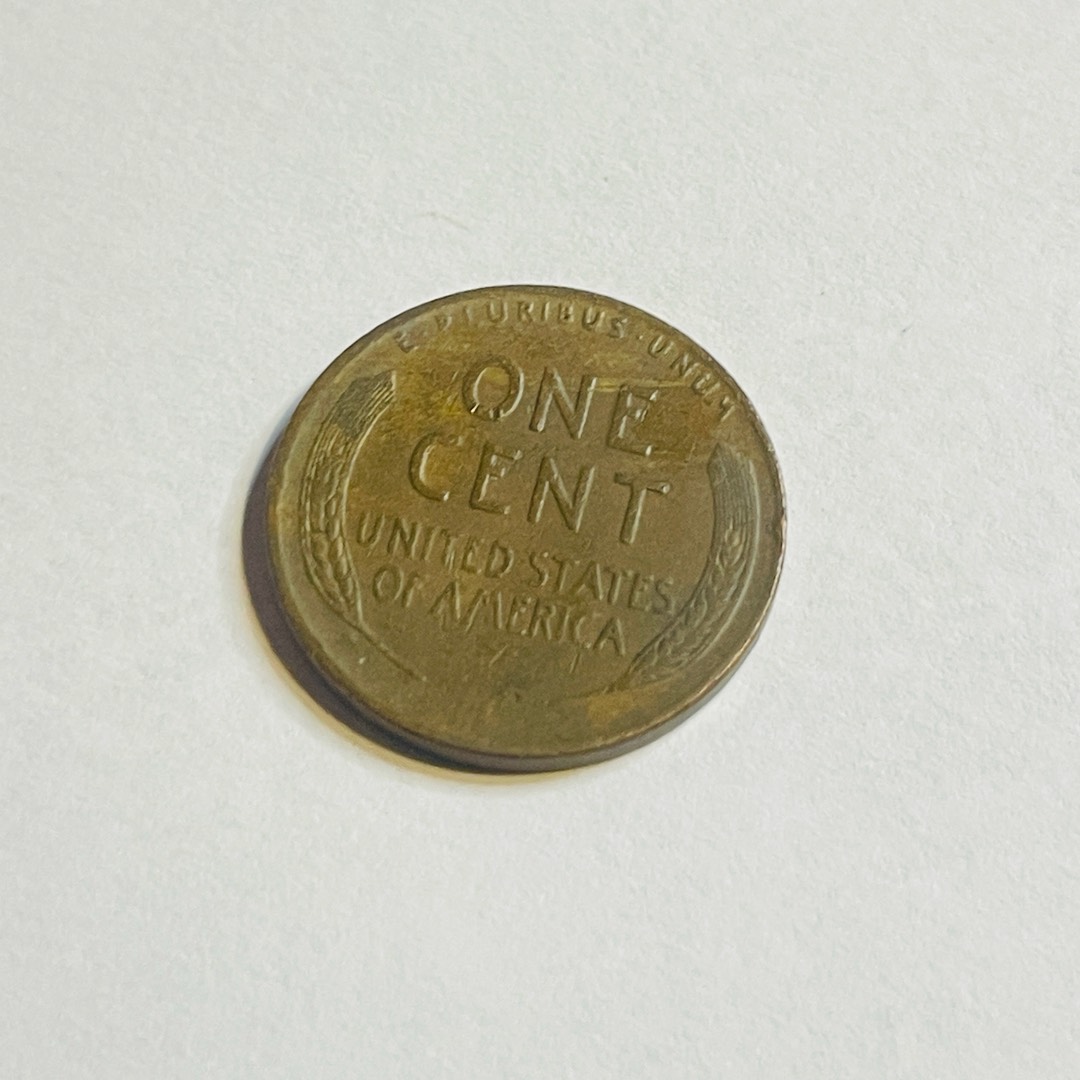 E · PLURIBUS · UNUM
ONE
CENT
UNITED STATES
OF AMERICA